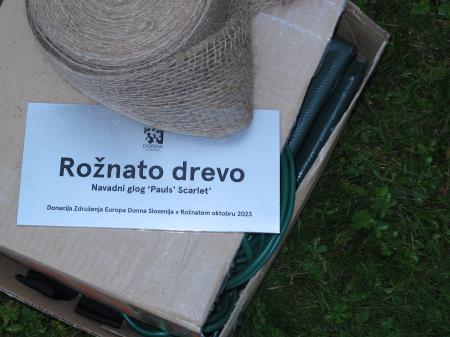 DONNA
Rožnato drevo
Navadni glog 'Pauls' Scarlet'
Donacija Združenja Europa Donna Slovenija v Rožnatem oktobru 2023